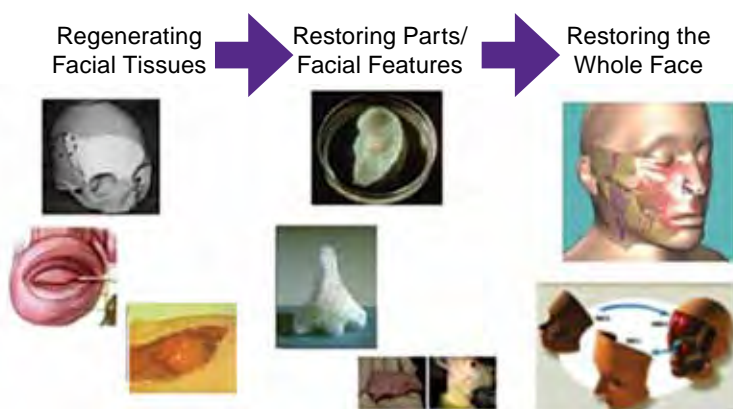 Regenerating
Facial Tissues
Restoring Parts/
Facial Features
Restoring the
Whole Face